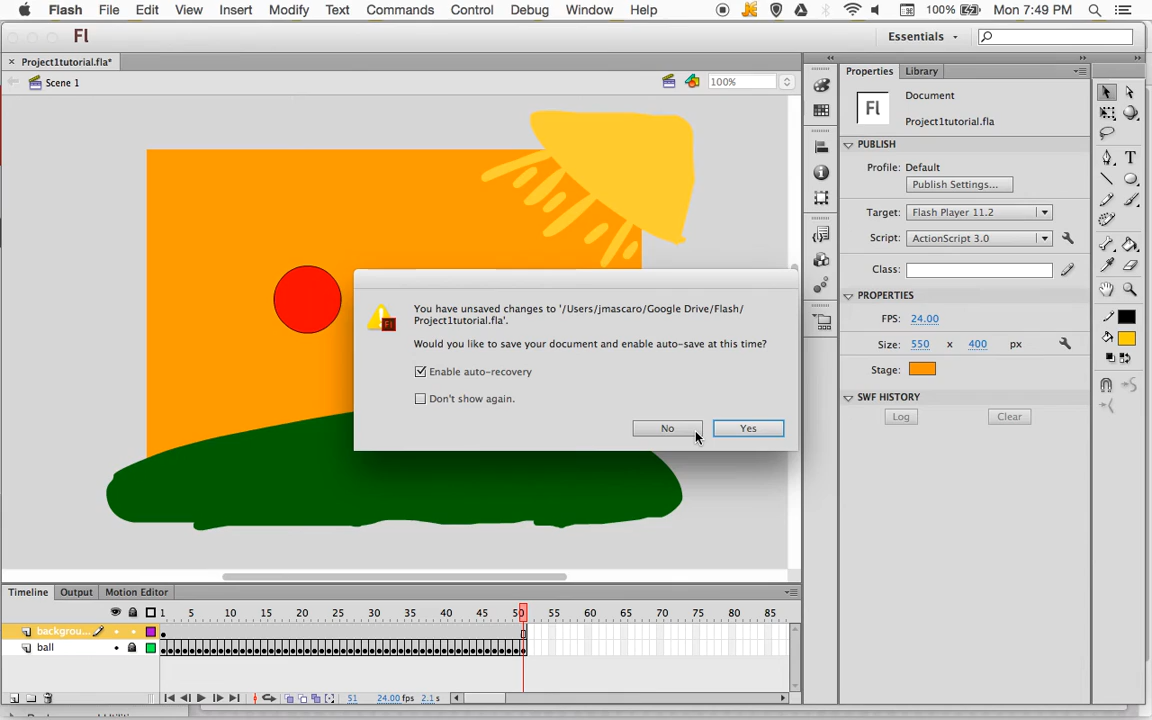 Flash File Edit View Insert Modify Text Commands Control Debug Window Help 100% Mon 7:49 PM
Fl Essentials
× Project1tutorial.fla*
Scene 1 100%
Properties Library
Fl Document
Project1tutorial.fla
PUBLISH
Profile: Default
Publish Settings...
Target: Flash Player 11.2
Script: ActionScript 3.0
Class:
PROPERTIES
FPS: 24.00
Size: 550 x 400 px
Stage:
SWF HISTORY
Log Clear
You have unsaved changes to '/Users/jmascaro/Google Drive/Flash/
Project1tutorial.fla'.
Would you like to save your document and enable auto-save at this time?
Enable auto-recovery
Don't show again.
No Yes
Timeline Output Motion Editor
1 5 10 15 20 25 30 35 40 45 50 55 60 65 70 75 80 85
backgrou...
ball
51 24.00 fps 2.1 s